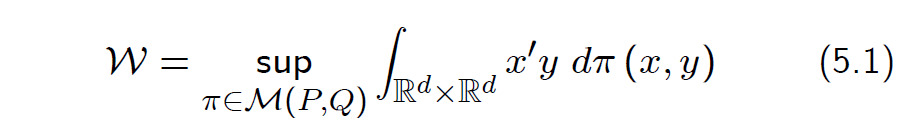 𝒲 = sup_{π∈ℳ(P,Q)} ∫_{ℝ^d×ℝ^d} x′y dπ (x, y) (5.1)